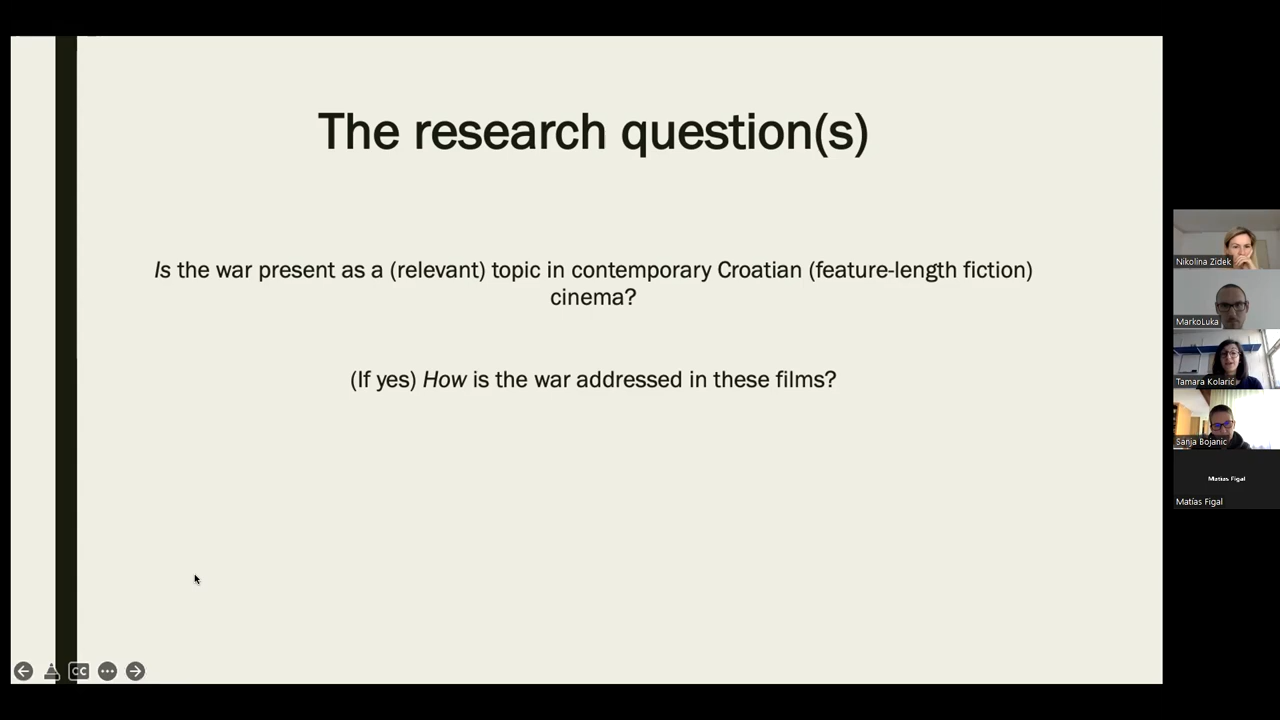 The research question(s)
Is the war present as a (relevant) topic in contemporary Croatian (feature-length fiction)
cinema?
(If yes) How is the war addressed in these films?
Nikolina Zidek
MarkoLuka
Tamara Kolarić
Sanja Bojanic
Matías Figal
Matías Figal
CC